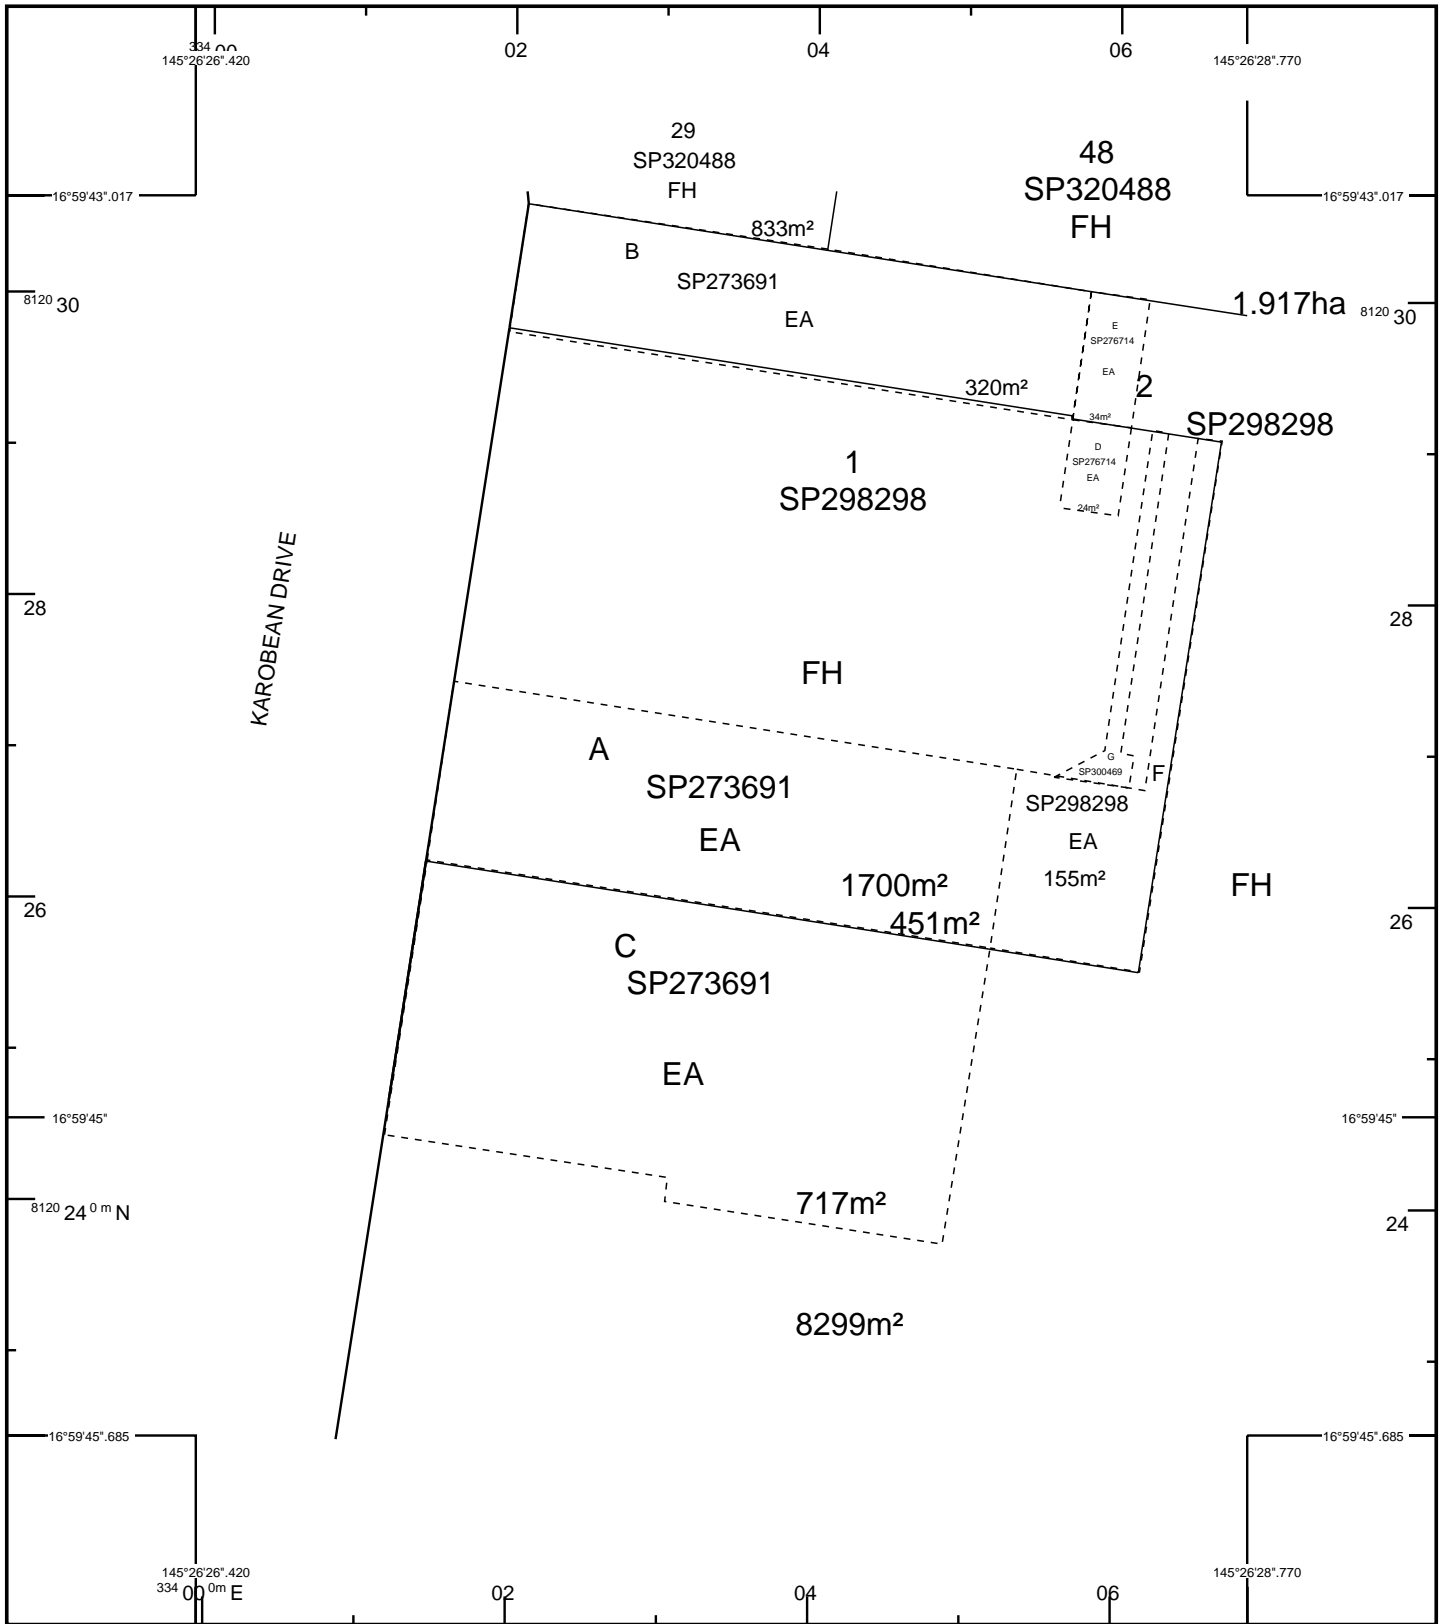 334 00 02 04 06
145°26'26".420 145°26'28".770
29
SP320488
FH
48
SP320488
FH
16°59'43".017 16°59'43".017
833m²
B
SP273691
EA
8120 30
1.917ha 8120 30
E
SP276714
EA
34m²
2
SP298298
320m²
1
SP298298
D
SP276714
EA
24m²
KAROBEAN DRIVE
28 28
FH
A
SP273691
EA
G
SP300469
F
SP298298
EA
155m²
1700m²
451m²
FH
26 26
C
SP273691
EA
16°59'45" 16°59'45"
717m²
8120 24 0 m N 24
8299m²
16°59'45".685 16°59'45".685
145°26'26".420 145°26'28".770
334 00 0m E 02 04 06